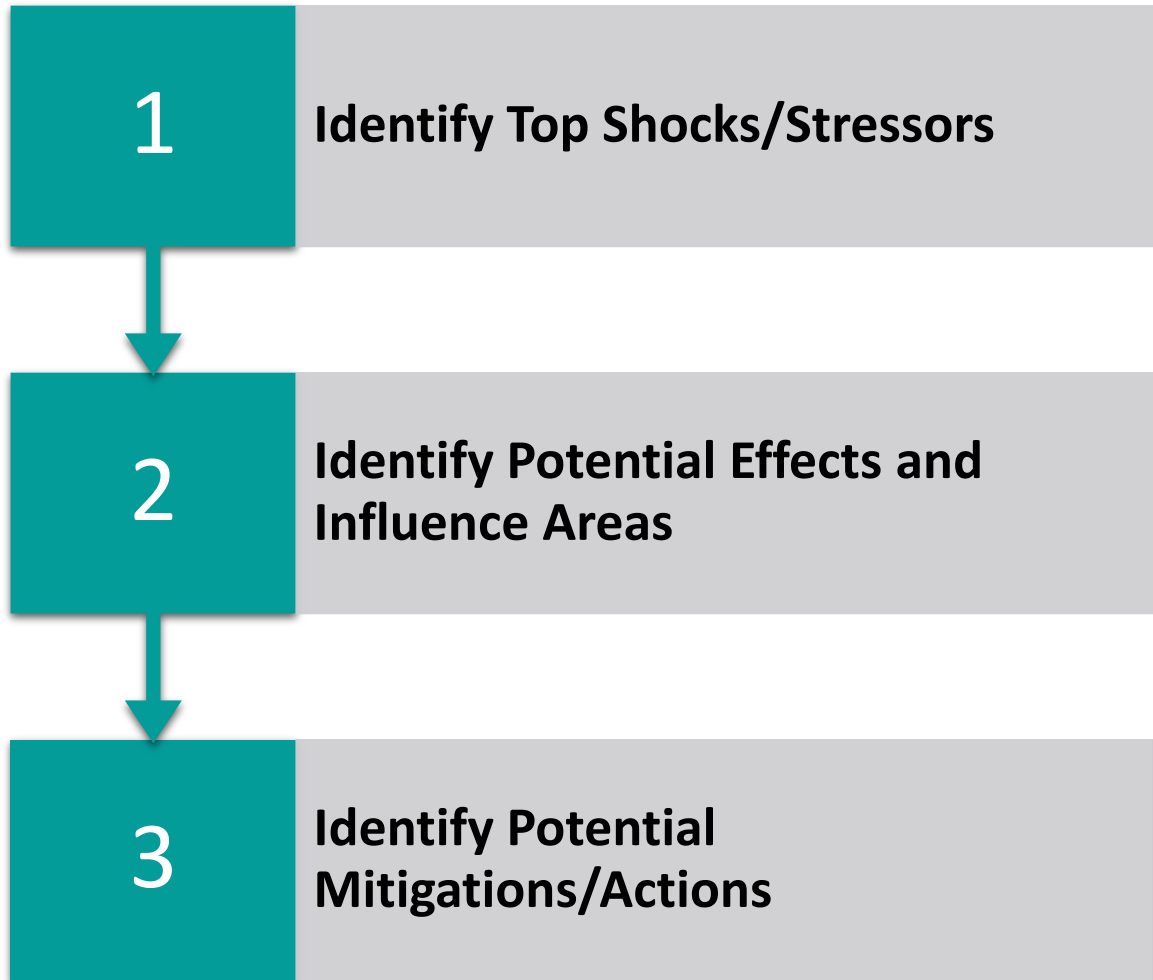 1
Identify Top Shocks/Stressors
2
Identify Potential Effects and
Influence Areas
3
Identify Potential
Mitigations/Actions